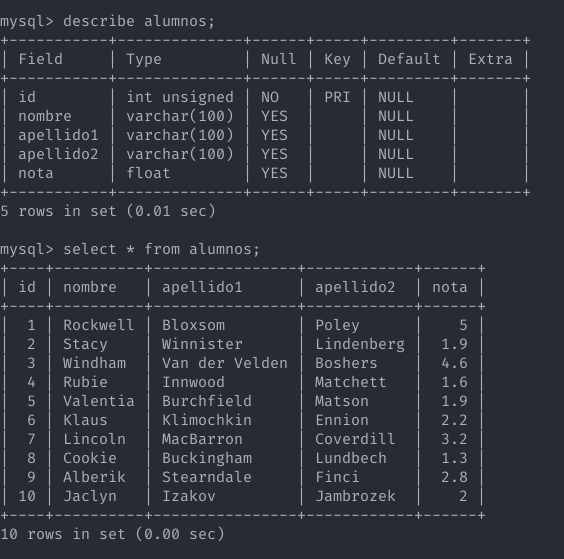 mysql> describe alumnos;
+-----------+--------------+------+-----+---------+-------+
| Field     | Type         | Null | Key | Default | Extra |
+-----------+--------------+------+-----+---------+-------+
| id        | int unsigned | NO   | PRI | NULL    |       |
| nombre    | varchar(100) | YES  |     | NULL    |       |
| apellido1 | varchar(100) | YES  |     | NULL    |       |
| apellido2 | varchar(100) | YES  |     | NULL    |       |
| nota      | float        | YES  |     | NULL    |       |
+-----------+--------------+------+-----+---------+-------+
5 rows in set (0.01 sec)

mysql> select * from alumnos;
+----+----------+----------------+------------+------+
| id | nombre   | apellido1      | apellido2  | nota |
+----+----------+----------------+------------+------+
|  1 | Rockwell | Bloxsom        | Poley      |    5 |
|  2 | Stacy    | Winnister      | Lindenberg |  1.9 |
|  3 | Windham  | Van der Velden | Boshers    |  4.6 |
|  4 | Rubie    | Innwood        | Matchett   |  1.6 |
|  5 | Valentia | Burchfield     | Matson     |  1.9 |
|  6 | Klaus    | Klimochkin     | Ennion     |  2.2 |
|  7 | Lincoln  | MacBarron      | Coverdill  |  3.2 |
|  8 | Cookie   | Buckingham     | Lundbech   |  1.3 |
|  9 | Alberik  | Stearndale     | Finci      |  2.8 |
| 10 | Jaclyn   | Izakov         | Jambrozek  |    2 |
+----+----------+----------------+------------+------+
10 rows in set (0.00 sec)